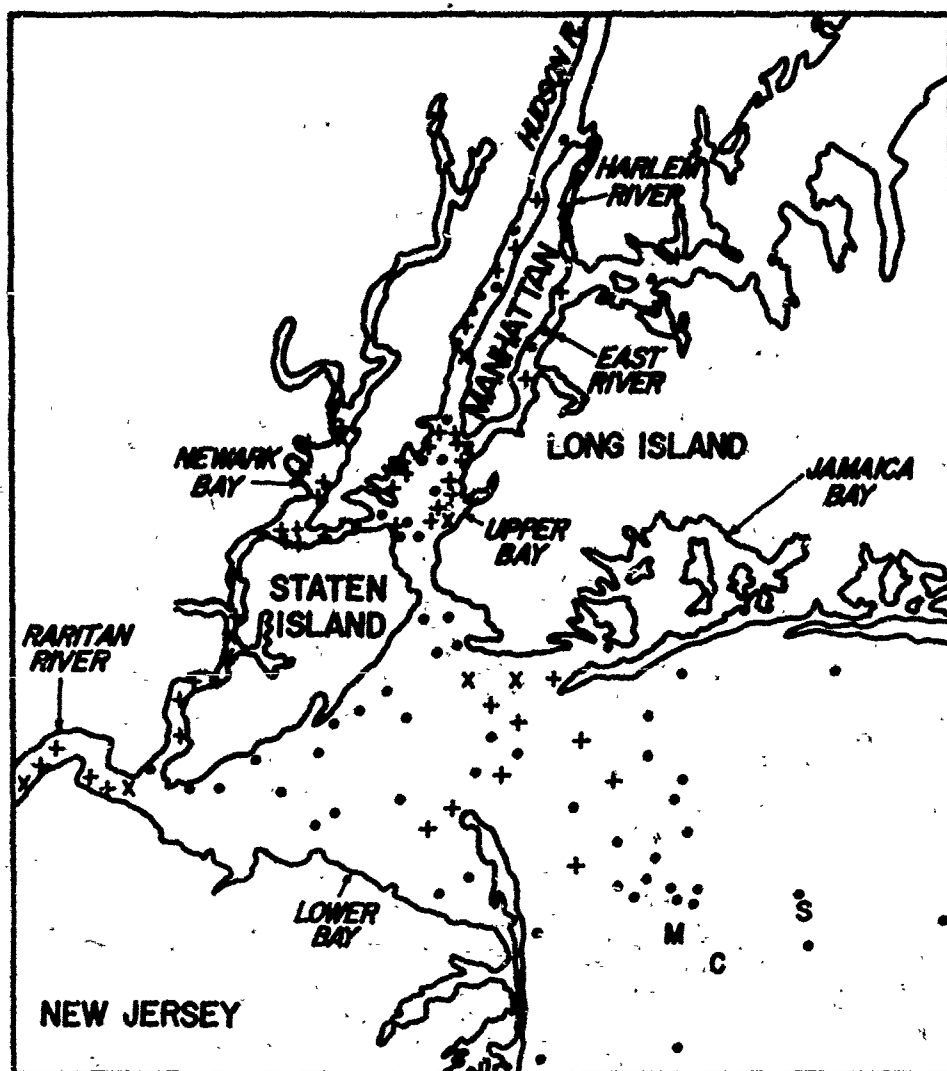 HUDSON R.
HARLEM
RIVER
MANHATTAN
EAST
RIVER
LONG ISLAND
NEWARK
BAY
JAMAICA
BAY
UPPER
BAY
STATEN
ISLAND
RARITAN
RIVER
LOWER
BAY
S
M
C
NEW JERSEY